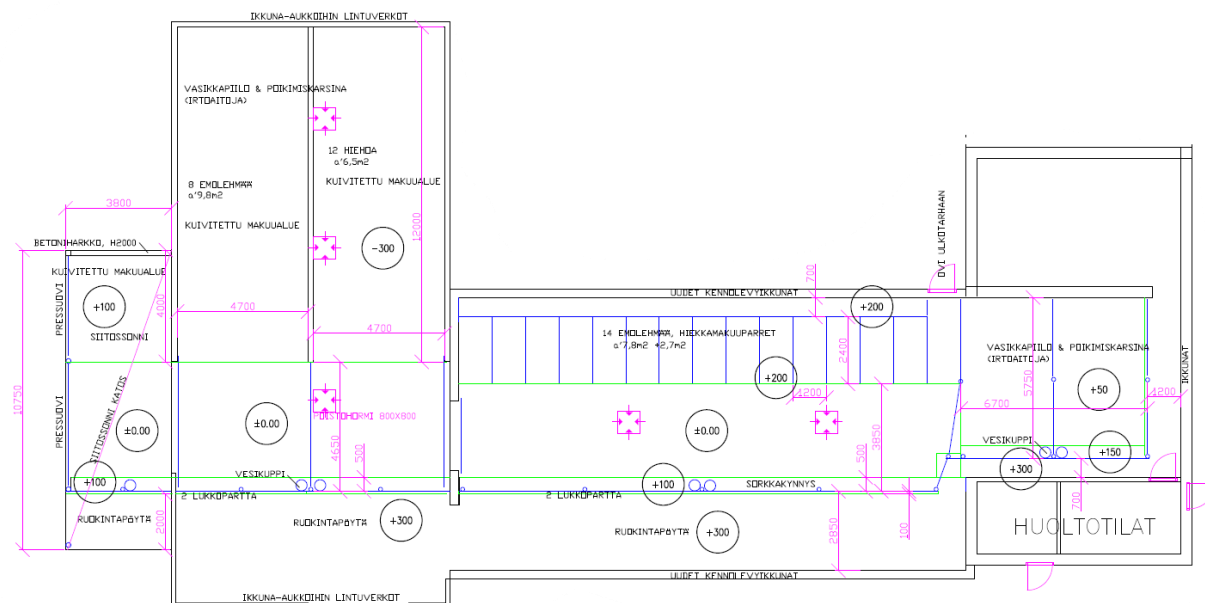 IKKUNA-AUKKOIHIN LINTUVERKOT
VASIKKAPIILO & POIKIMISKARSINA
(IRTOAITOJA)
12 HIEHOA
a'6,5m2
KUIVITETTU MAKUUALUE
8 EMOLEHMÄÄ
a'9,8m2
KUIVITETTU MAKUUALUE
3800
12000
-300
BETONIHARKKO, H2000
KUIVITETTU MAKUUALUE
+100
PRESSUOVI
4000
SIITOSSONNI
4700
4700
10750
PRESSUOVI
SIITOSSONNI KATOS
±0.00
±0.00
POISTOHORMI 800X800
4650
500
+100
VESIKUPPI
2 LUKKOPARTTA
RUOKINTAPÖYTÄ
2000
RUOKINTAPÖYTÄ
+300
IKKUNA-AUKKOIHIN LINTUVERKOT
OVI ULKOTARHAAN
700
UUDET KENNOLEVYIKKUNAT
+200
14 EMOLEHMÄÄ, HIEKKAMAKUUPARRET
a'7,8m2 +2,7m2
2400
+200
1200
±0.00
3850
500
+100
SORKKAKYNNYS
2 LUKKOPARTTA
100
RUOKINTAPÖYTÄ
+300
2850
UUDET KENNOLEVYIKKUNAT
VASIKKAPIILO & POIKIMISKARSINA
(IRTOAITOJA)
5750
+50
IKKUNAT
1200
6700
VESIKUPPI
+150
+300
700
HUOLTOTILAT